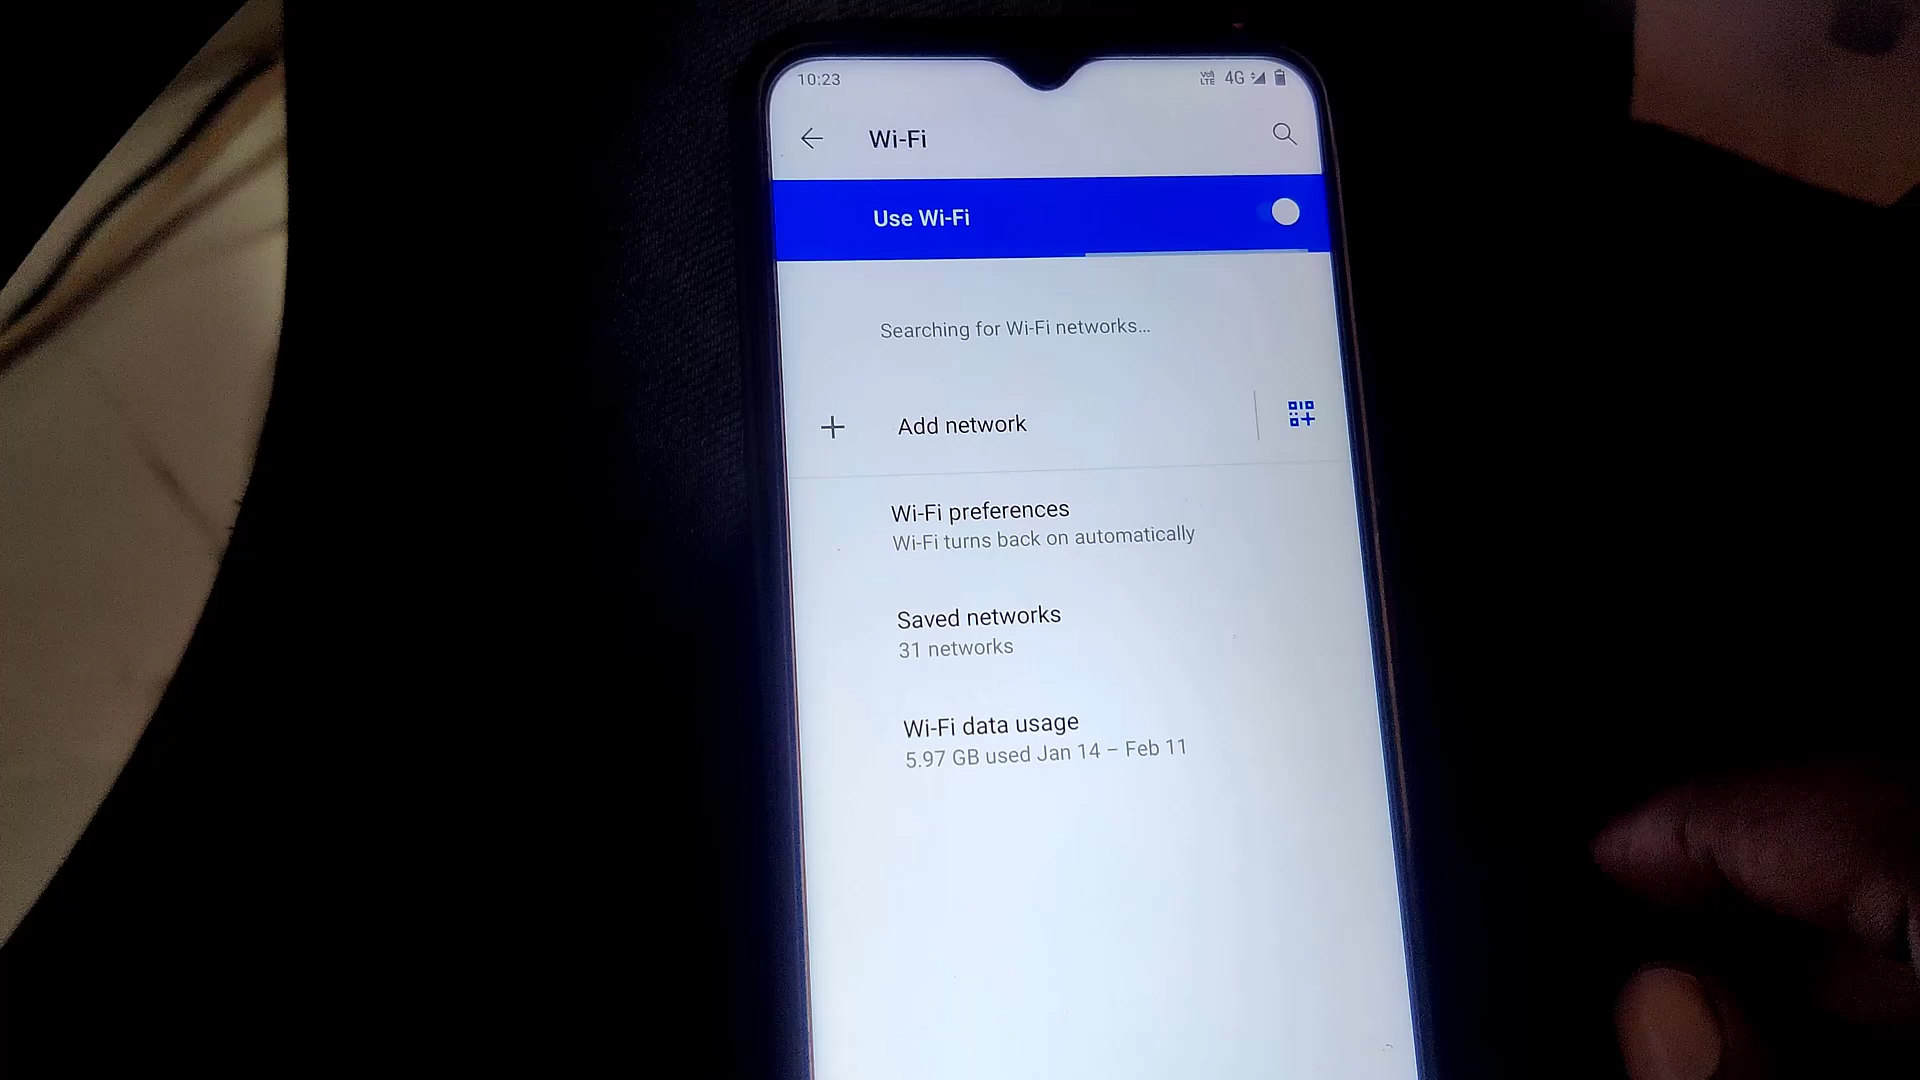 10:23
Vo) LTE 4G
Wi-Fi
Use Wi-Fi
Searching for Wi-Fi networks...
Add network
Wi-Fi preferences
Wi-Fi turns back on automatically
Saved networks
31 networks
Wi-Fi data usage
5.97 GB used Jan 14 – Feb 11